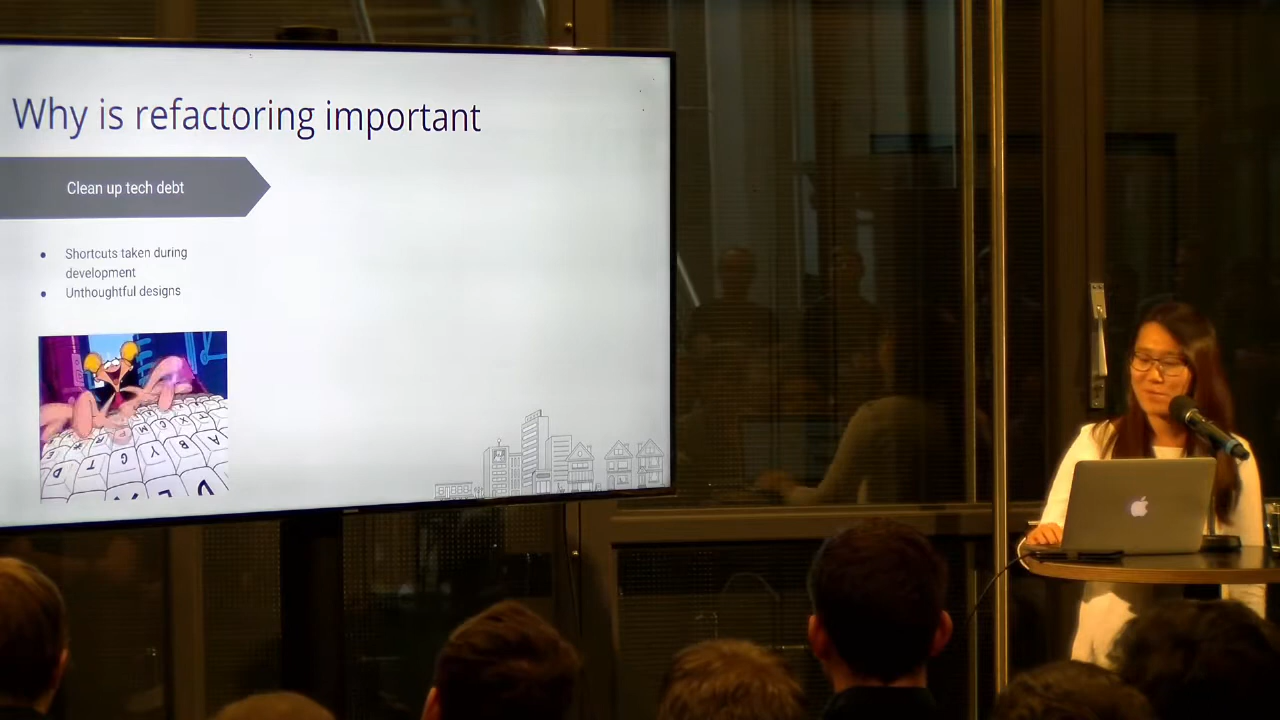 Why is refactoring important
Clean up tech debt
Shortcuts taken during
development
Unthoughtful designs